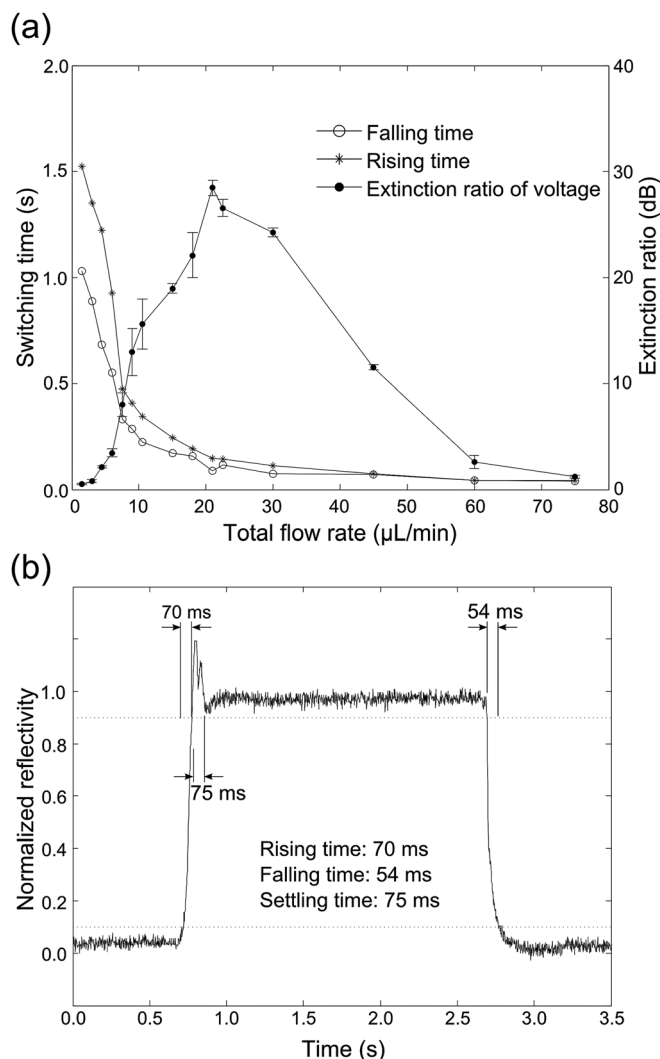 (a)
2.0
1.5
1.0
0.5
0.0
Switching time (s)
40
30
20
10
0
Extinction ratio (dB)
Falling time
Rising time
Extinction ratio of voltage
0 10 20 30 40 50 60 70 80
Total flow rate (µL/min)
(b)
70 ms
54 ms
75 ms
Rising time: 70 ms
Falling time: 54 ms
Settling time: 75 ms
1.0
0.8
0.6
0.4
0.2
0.0
Normalized reflectivity
0.0 0.5 1.0 1.5 2.0 2.5 3.0 3.5
Time (s)